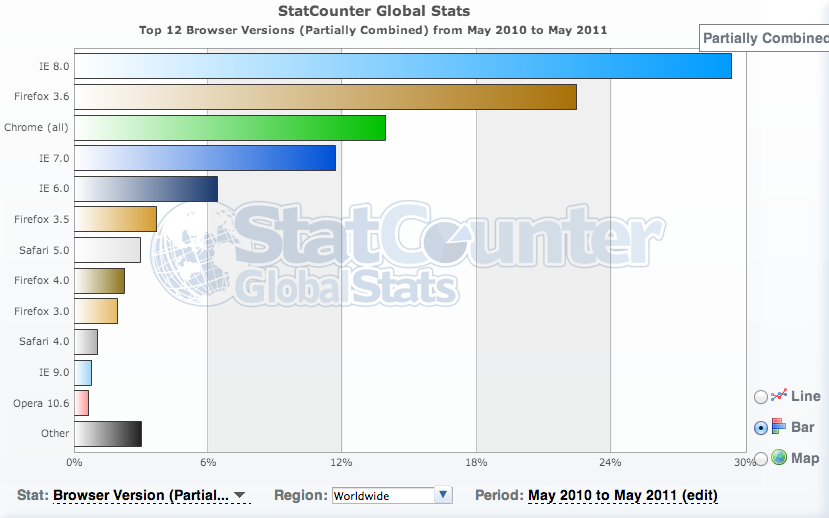 StatCounter Global Stats
Top 12 Browser Versions (Partially Combined) from May 2010 to May 2011
Partially Combined
IE 8.0
Firefox 3.6
Chrome (all)
IE 7.0
IE 6.0
Firefox 3.5
Safari 5.0
Firefox 4.0
Firefox 3.0
Safari 4.0
IE 9.0
Opera 10.6
Other
StatCounter
GlobalStats
0% 6% 12% 18% 24% 30%
Line
Bar
Map
Stat: Browser Version (Partial... Region: Worldwide Period: May 2010 to May 2011 (edit)